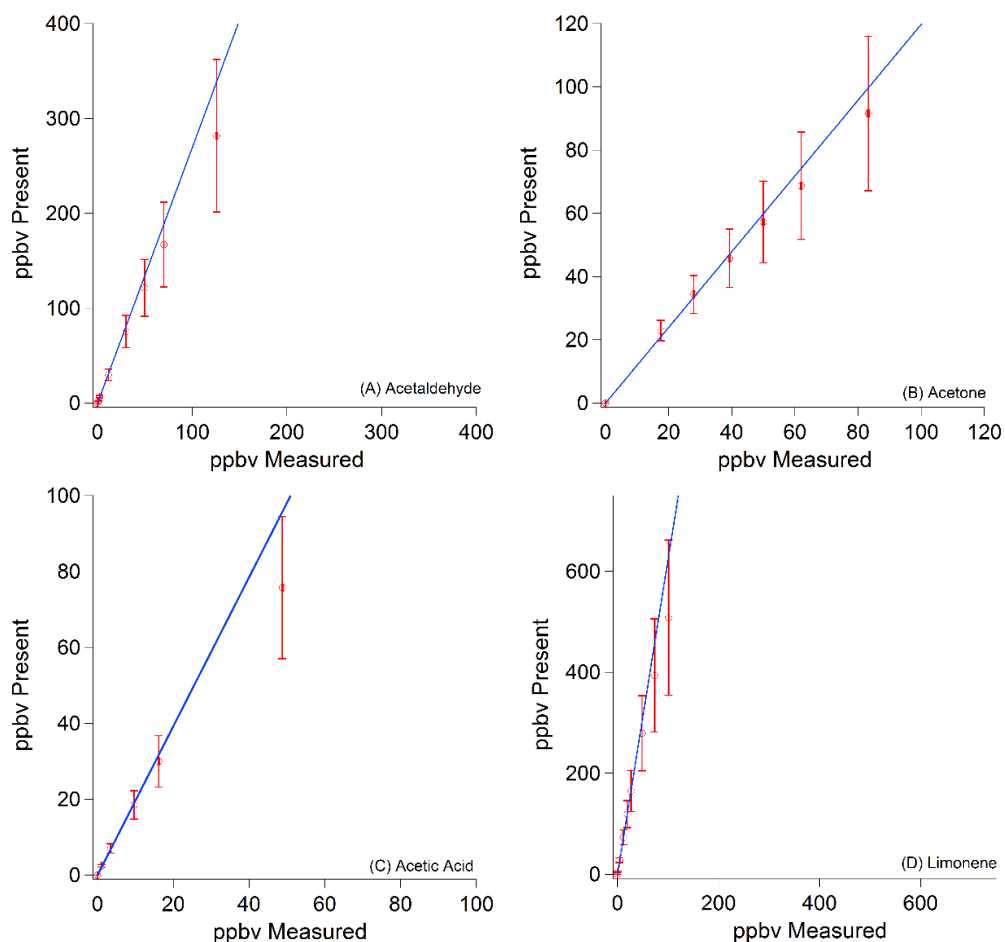 400
300
200
100
0
ppbv Present
(A) Acetaldehyde
0 100 200 300 400
ppbv Measured
120
100
80
60
40
20
0
ppbv Present
(B) Acetone
0 20 40 60 80 100 120
ppbv Measured
100
80
60
40
20
0
ppbv Present
(C) Acetic Acid
0 20 40 60 80 100
ppbv Measured
600
400
200
0
ppbv Present
(D) Limonene
0 200 400 600
ppbv Measured